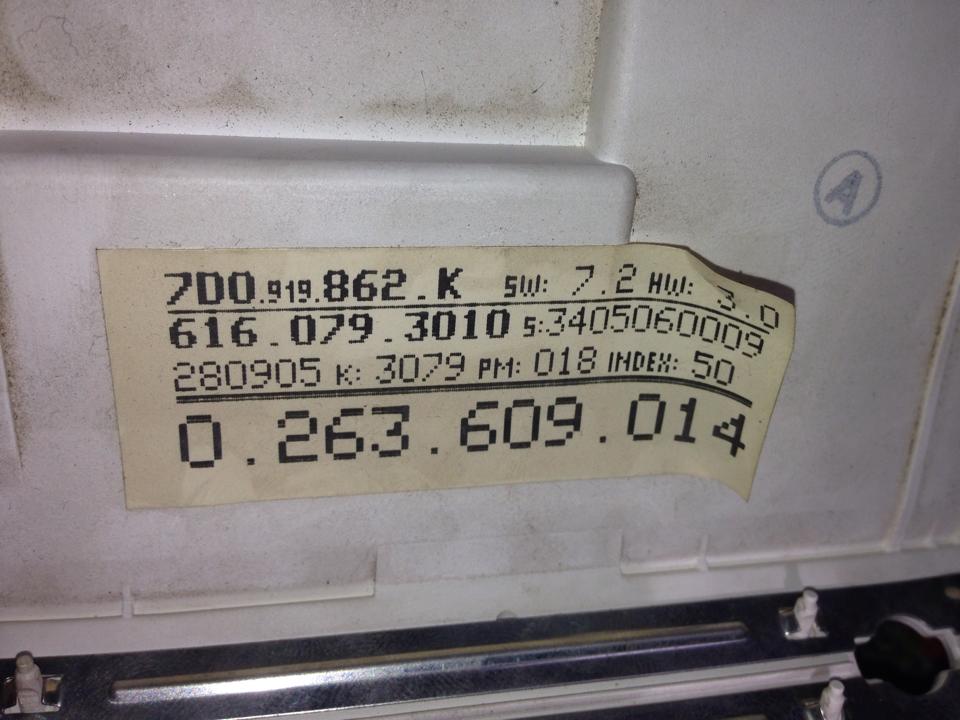 7D0.919.862.K SW: 7.2 HW: 3.0
616.079.3010 S:3405060009
280905 K: 3079 PM: 018 INDEX: 50
0.263.609.014
A